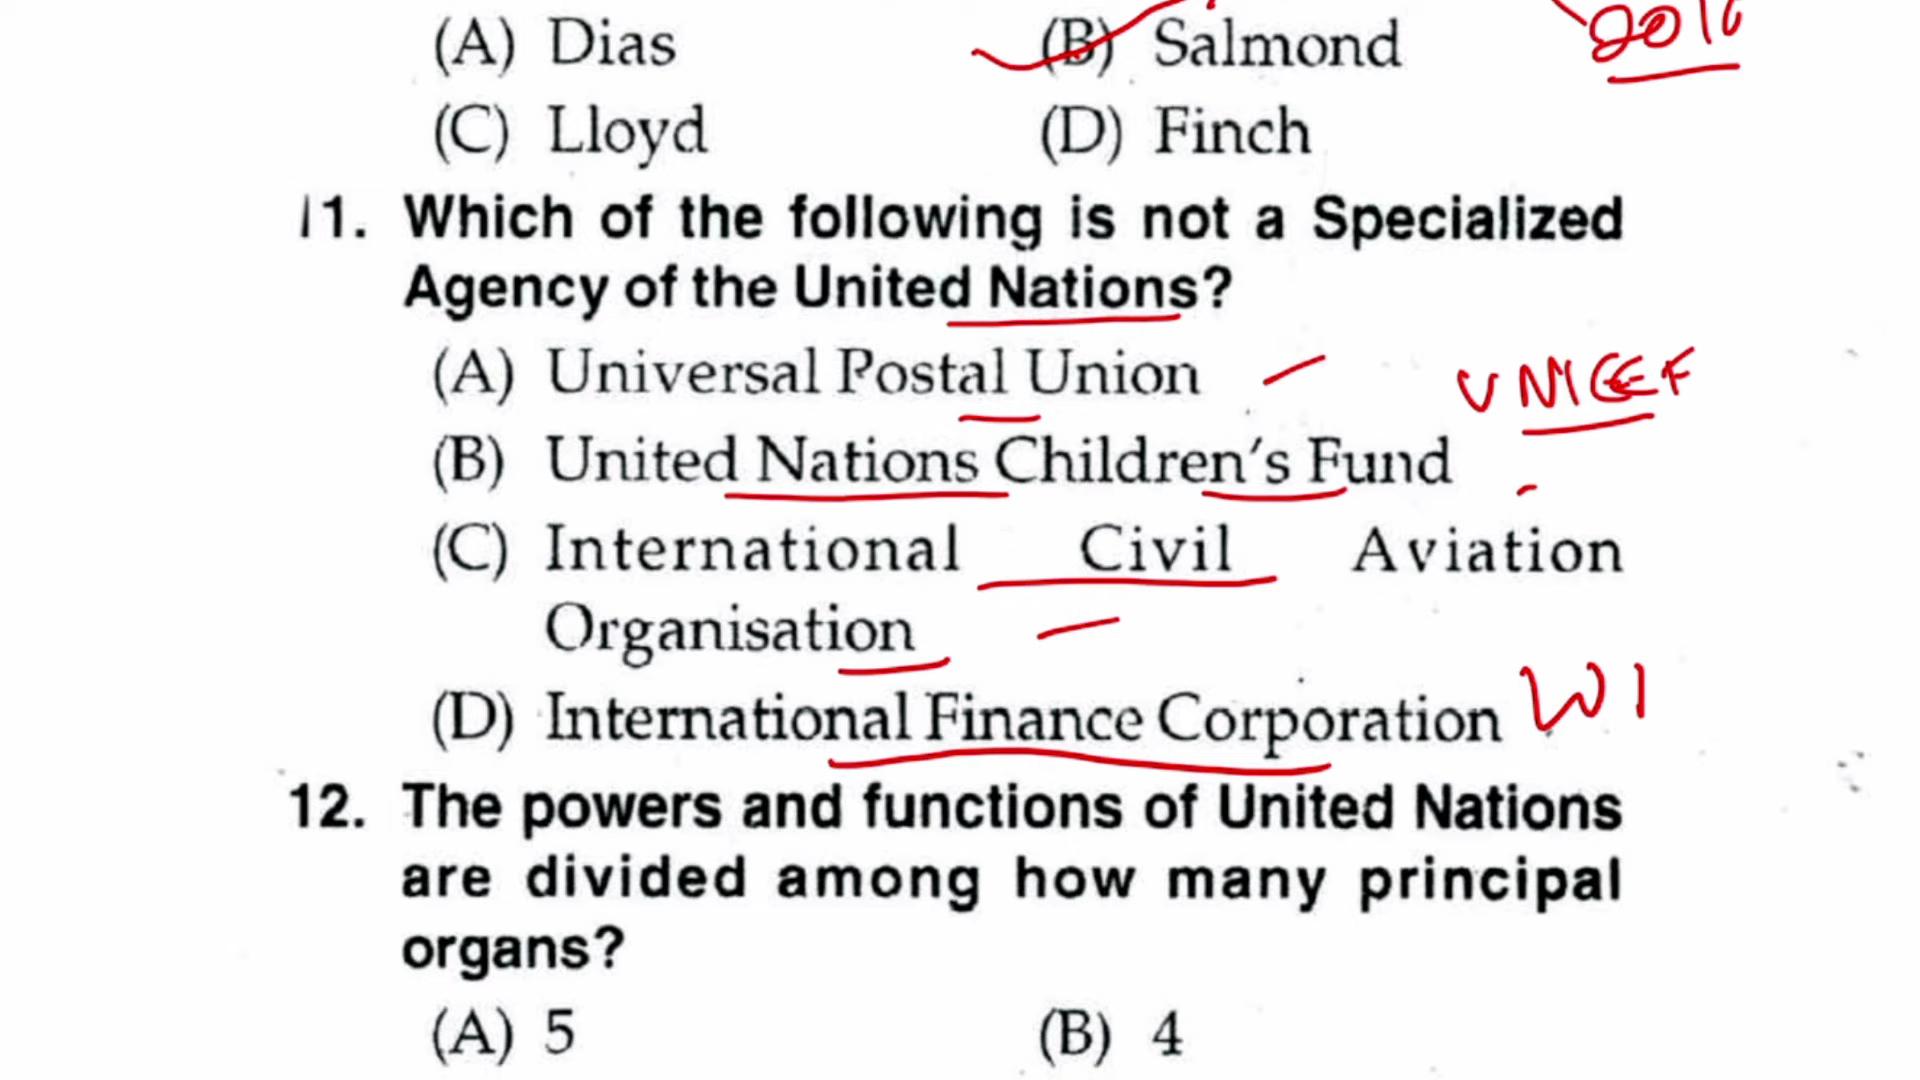 (A) Dias (B) Salmond
(C) Lloyd (D) Finch
11. Which of the following is not a Specialized
Agency of the United Nations?
(A) Universal Postal Union
UNICEF
(B) United Nations Children's Fund
(C) International Civil Aviation
Organisation
(D) International Finance Corporation
12. The powers and functions of United Nations
are divided among how many principal
organs?
(A) 5 (B) 4